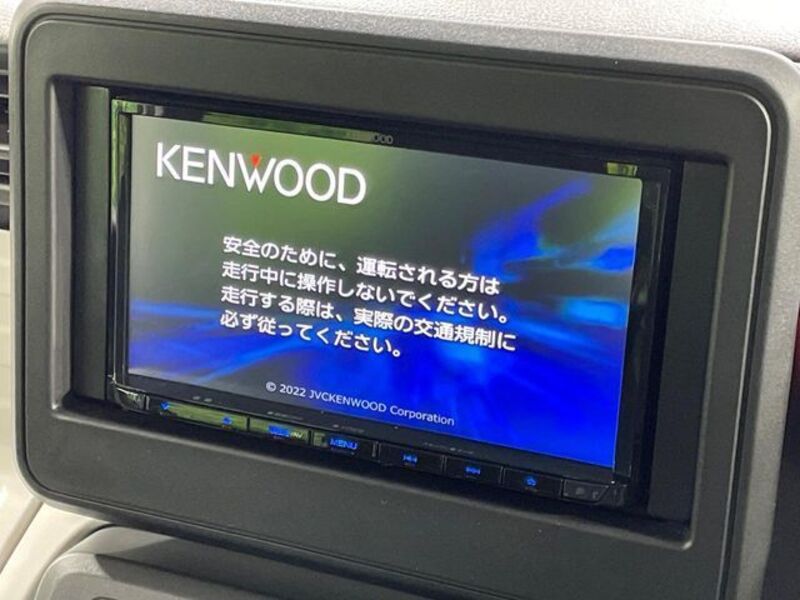 KENWOOD
KENWOOD
安全のために、運転される方は
走行中に操作しないでください。
走行する際は、実際の交通規制に
必ず従ってください。
© 2022 JVCKENWOOD Corporation
MENU